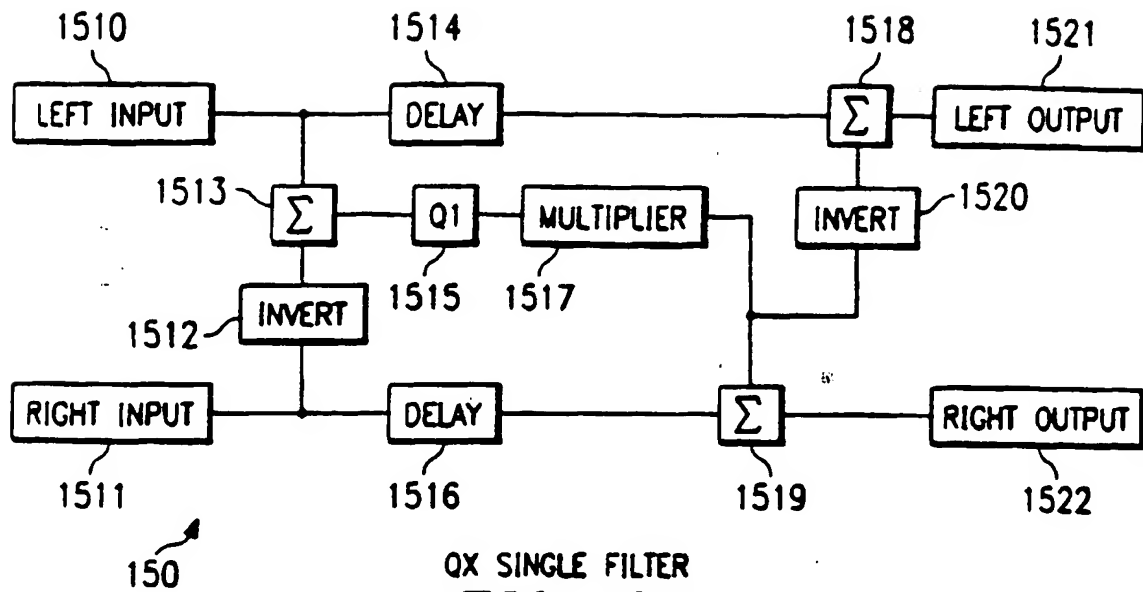 1510
1514
1518
1521
LEFT INPUT
DELAY
Σ
LEFT OUTPUT
1513
Σ
Q1
MULTIPLIER
INVERT
1520
1515
1517
1512
INVERT
RIGHT INPUT
DELAY
Σ
RIGHT OUTPUT
1511
1516
1519
1522
150
QX SINGLE FILTER